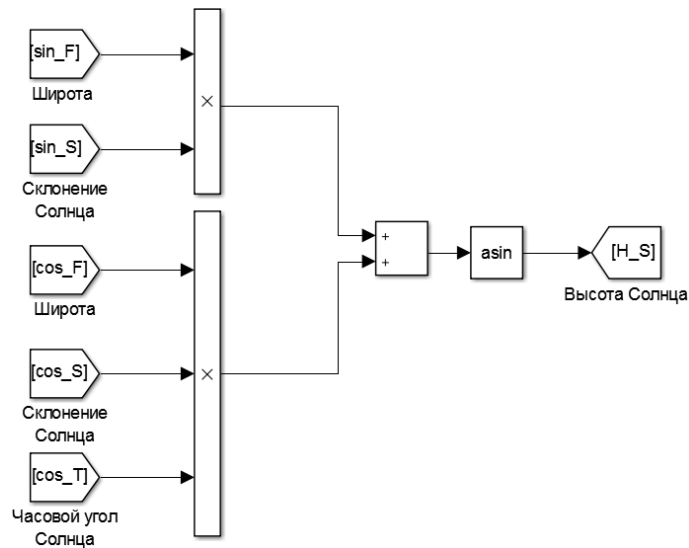 [sin_F]
Широта
×
[sin_S]
Склонение
Солнца
[cos_F]
Широта
[cos_S]
Склонение
Солнца
×
[cos_T]
Часовой угол
Солнца
+
+
asin
[H_S]
Высота Солнца